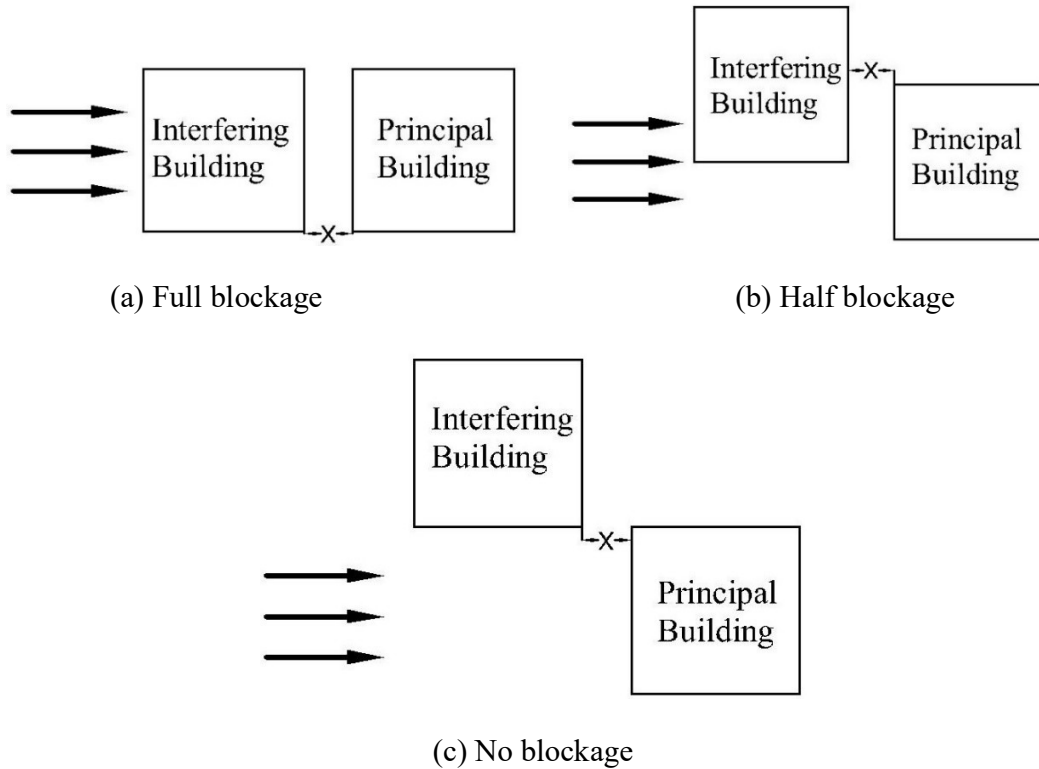 Interfering
Building
X
Principal
Building
(a) Full blockage
Interfering
Building
X
Principal
Building
(b) Half blockage
Interfering
Building
X
Principal
Building
(c) No blockage